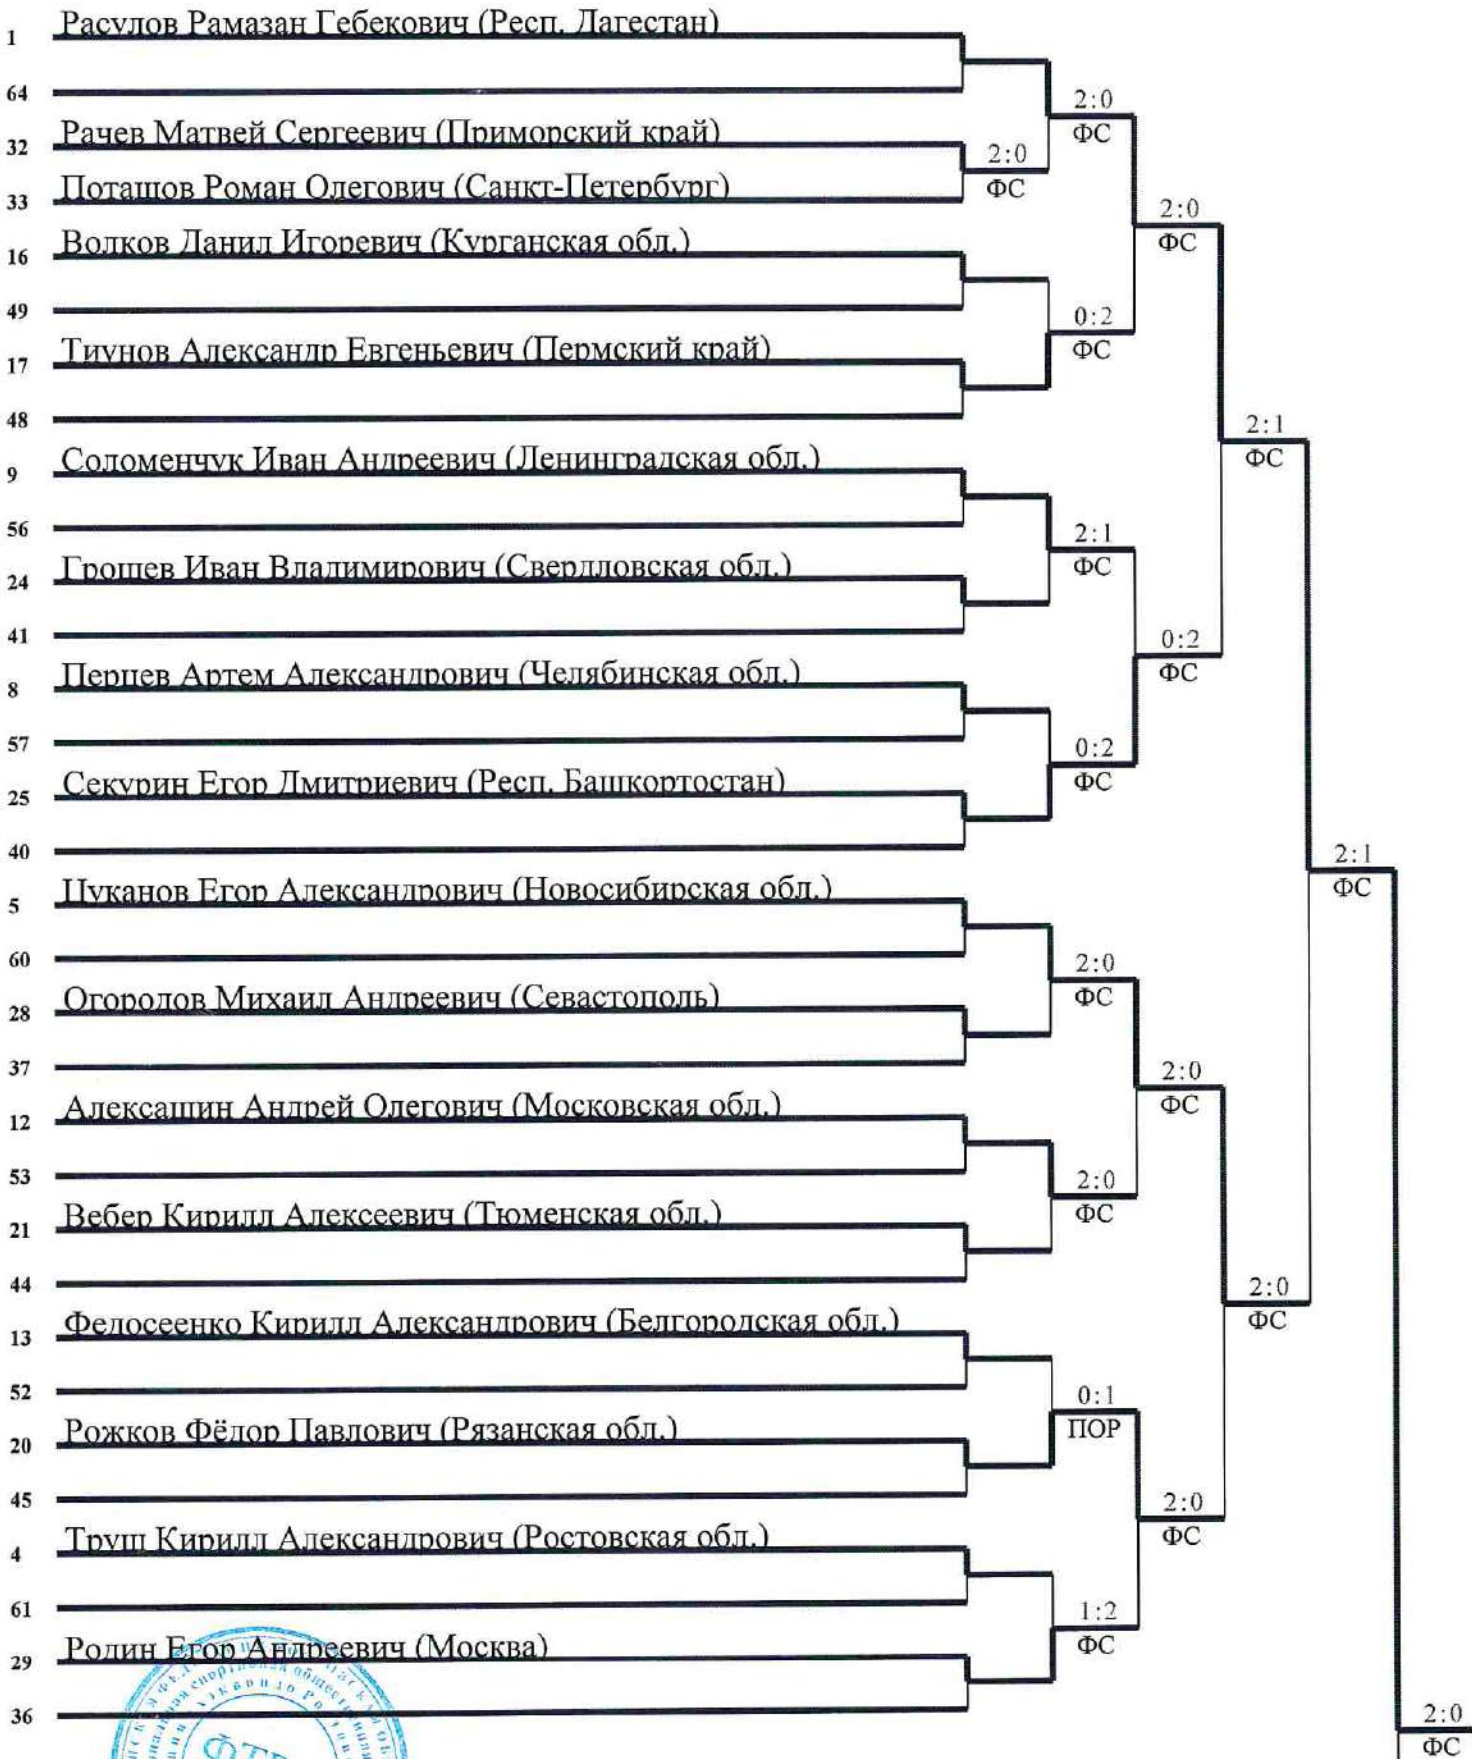 1 Расулов Рамазан Гебекович (Респ. Дагестан)
64
2:0
ФС
32 Рачев Матвей Сергеевич (Приморский край)
2:0
ФС
33 Поташов Роман Олегович (Санкт-Петербург)
2:0
ФС
16 Волков Данил Игоревич (Курганская обл.)
49
0:2
ФС
17 Тиунов Александр Евгеньевич (Пермский край)
48
2:1
ФС
9 Соломенчук Иван Андреевич (Ленинградская обл.)
56
2:1
ФС
24 Грошев Иван Владимирович (Свердловская обл.)
41
0:2
ФС
8 Перцев Артем Александрович (Челябинская обл.)
57
0:2
ФС
25 Секурин Егор Дмитриевич (Респ. Башкортостан)
40
2:1
ФС
5 Цуканов Егор Александрович (Новосибирская обл.)
60
2:0
ФС
28 Огородов Михаил Андреевич (Севастополь)
37
2:0
ФС
12 Алексашин Андрей Олегович (Московская обл.)
53
2:0
ФС
21 Вебер Кирилл Алексеевич (Тюменская обл.)
44
2:0
ФС
13 Федосеенко Кирилл Александрович (Белгородская обл.)
52
0:1
ПОР
20 Рожков Фёдор Павлович (Рязанская обл.)
45
2:0
ФС
4 Труш Кирилл Александрович (Ростовская обл.)
61
1:2
ФС
29 Родин Егор Андреевич (Москва)
36
2:0
ФС